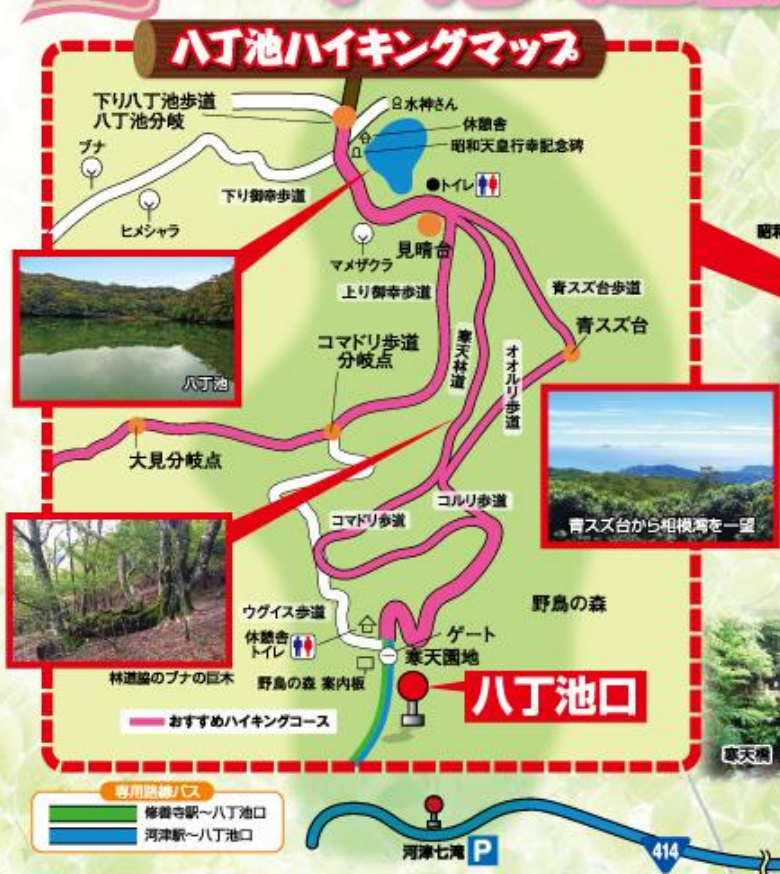 八丁池ハイキングマップ
下り八丁池歩道
八丁池分岐
水神さん
休憩舎
昭和天皇行幸記念碑
ブナ
ヒメシャラ
下り御幸歩道
トイレ
マメザクラ
見晴台
上り御幸歩道
青スズ台歩道
青スズ台
コマドリ歩道
分岐点
寒天林道
オオルリ歩道
八丁池
大見分岐点
青スズ台から相模湾を一望
コマドリ歩道
コルリ歩道
野鳥の森
ウグイス歩道
休憩舎
トイレ
ゲート
寒天園地
林道脇のブナの巨木
野鳥の森 案内板
八丁池口
おすすめハイキングコース
寒天橋
専用路線バス
修善寺駅～八丁池口
河津駅～八丁池口
河津七滝
P
414